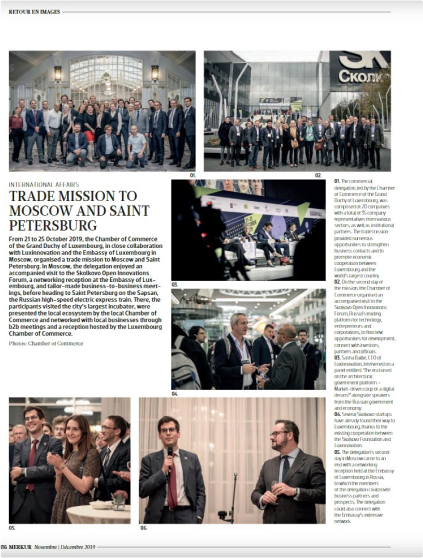 RETOUR EN IMAGES
SK
Сколк
01.
02.
INTERNATIONAL AFFAIRS
TRADE MISSION TO
MOSCOW AND SAINT
PETERSBURG
From 21 to 25 October 2019, the Chamber of Commerce
of the Grand Duchy of Luxembourg, in close collaboration
with Luxinnovation and the Embassy of Luxembourg in
Moscow, organised a trade mission to Moscow and Saint
Petersburg. In Moscow, the delegation enjoyed an
accompanied visit to the Skolkovo Open Innovations
Forum, a networking reception at the Embassy of Lux-
embourg, and tailor-made business-to-business meet-
ings, before heading to Saint Petersburg on the Sapsan,
the Russian high-speed electric express train. There, the
participants visited the city's largest incubator, were
presented the local ecosystem by the local Chamber of
Commerce and networked with local businesses through
b2b meetings and a reception hosted by the Luxembourg
Chamber of Commerce.
Photos: Chamber of Commerce
03.
04.
05.
06.
01. The commercial
delegation, led by the Chamber
of Commerce of the Grand
Duchy of Luxembourg, was
composed of 20 companies
with a total of 35 company
representatives from various
sectors, as well as institutional
partners. The trade mission
provided numerous
opportunities to strengthen
business contacts and to
promote economic
cooperation between
Luxembourg and the
world's largest country.
02. On the second day of
the mission, the Chamber of
Commerce organised an
accompanied visit to the
Skolkovo Open Innovations
Forum, Russia's leading
platform for technology,
entrepreneurs and
corporations, to find new
opportunities for development,
connect with investors,
partners and officials.
03. Sasha Baillie, CEO of
Luxinnovation, intervened on a
panel entitled "The era based
on the architectural
government platform –
Market-driven coup or a digital
dream?" alongside speakers
from the Russian government
and economy.
04. Several Skolkovo startups
have already found their way to
Luxembourg, thanks to the
existing cooperation between
the Skolkovo Foundation and
Luxinnovation.
05. The delegation's second
day in Moscow came to an
end with a networking
reception held at the Embassy
of Luxembourg in Russia,
to which the members
of the delegation could invite
business partners and
prospects. The delegation
could also connect with
the Embassy's extensive
network.
86 MERKUR Novembre | Décembre 2019